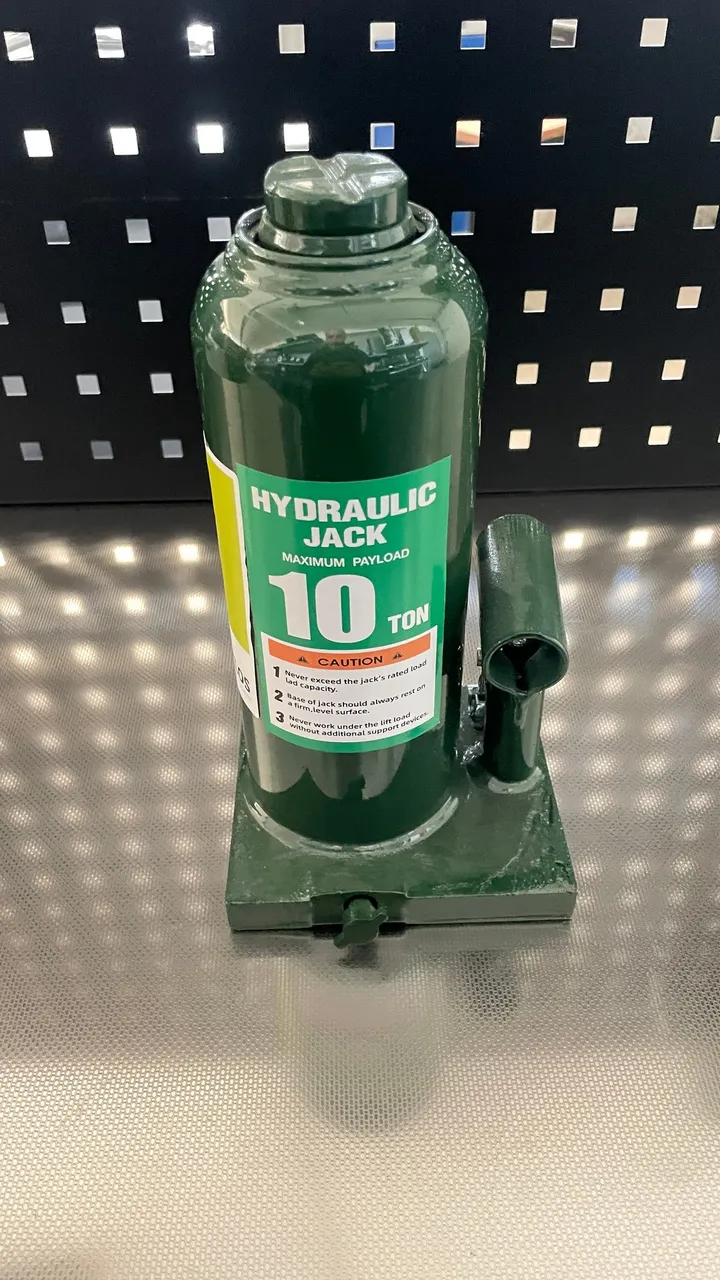 HYDRAULIC
JACK
MAXIMUM PAYLOAD
10 TON
CAUTION
1 Never exceed the jack's rated load
lad capacity.
2 Base of jack should always rest on
a firm,level surface.
3 Never work under the lift load
without additional support devices.